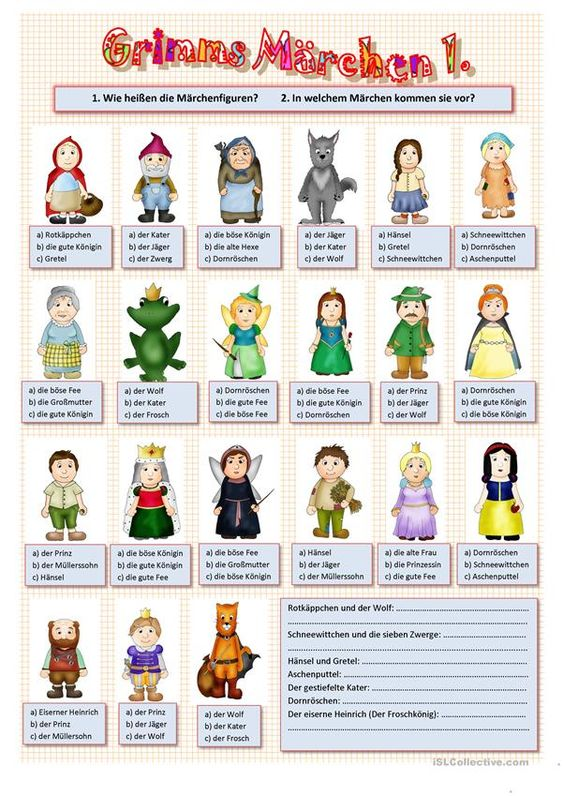 Grimms Märchen 1.
1. Wie heißen die Märchenfiguren? 2. In welchem Märchen kommen sie vor?
a) Rotkäppchen
b) die gute Königin
c) Gretel
a) der Kater
b) der Jäger
c) der Zwerg
a) die böse Königin
b) die alte Hexe
c) Dornröschen
a) der Jäger
b) der Kater
c) der Wolf
a) Hänsel
b) Gretel
c) Schneewittchen
a) Schneewittchen
b) Dornröschen
c) Aschenputtel
a) die böse Fee
b) die Großmutter
c) die gute Königin
a) der Wolf
b) der Kater
c) der Frosch
a) Dornröschen
b) die gute Fee
c) die böse Fee
a) die böse Fee
b) die gute Königin
c) Dornröschen
a) der Prinz
b) der Jäger
c) der Wolf
a) Dornröschen
b) die gute Königin
c) die böse Königin
a) der Prinz
b) der Müllerssohn
c) Hänsel
a) die böse Königin
b) die gute Königin
c) die gute Fee
a) die böse Fee
b) die Großmutter
c) die böse Königin
a) Hänsel
b) der Jäger
c) der Müllerssohn
a) die alte Frau
b) die Prinzessin
c) die gute Fee
a) Dornröschen
b) Schneewittchen
c) Aschenputtel
a) Eiserner Heinrich
b) der Prinz
c) der Müllersohn
a) der Prinz
b) der Jäger
c) der Wolf
a) der Wolf
b) der Kater
c) der Frosch
Rotkäppchen und der Wolf:
Schneewittchen und die sieben Zwerge:
Hänsel und Gretel:
Aschenputtel:
Der gestiefelte Kater:
Dornröschen:
Der eiserne Heinrich (Der Froschkönig):
iSLCollective.com